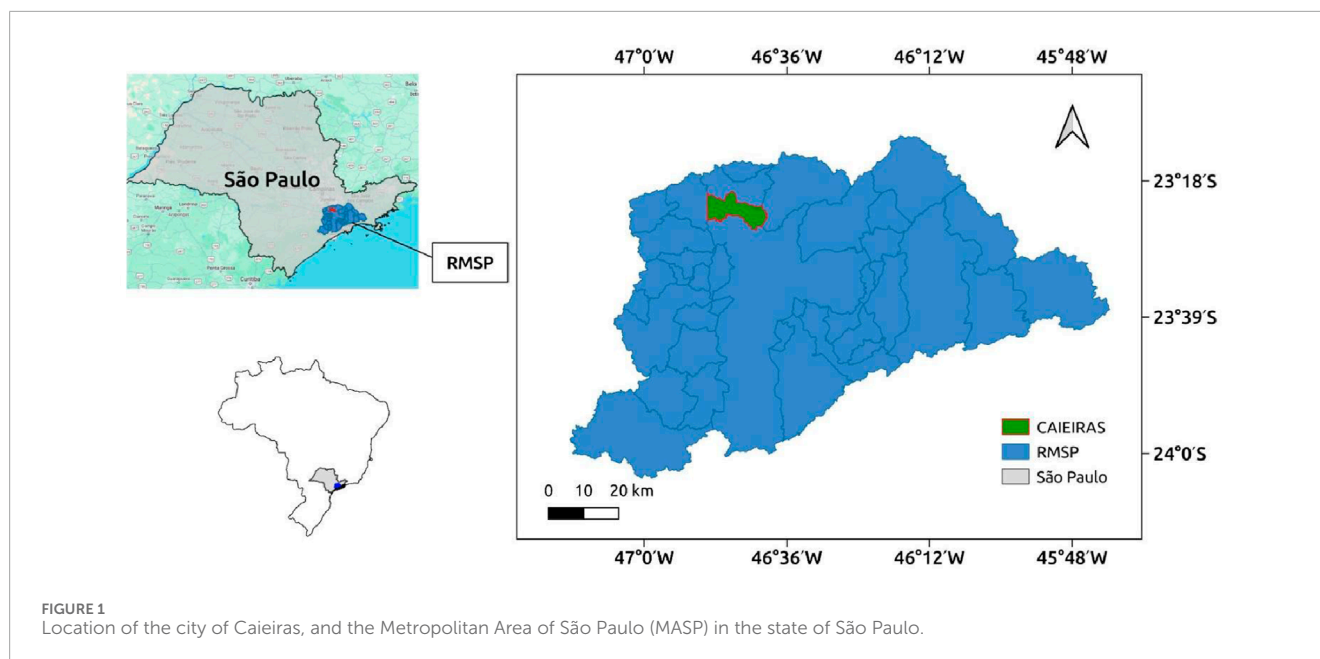 47°0′W 46°36′W 46°12′W 45°48′W
São Paulo
RMSP
Curitiba
23°18′S
23°39′S
24°0′S
CAIEIRAS
RMSP
São Paulo
0 10 20 km
47°0′W 46°36′W 46°12′W 45°48′W
FIGURE 1
Location of the city of Caieiras, and the Metropolitan Area of São Paulo (MASP) in the state of São Paulo.